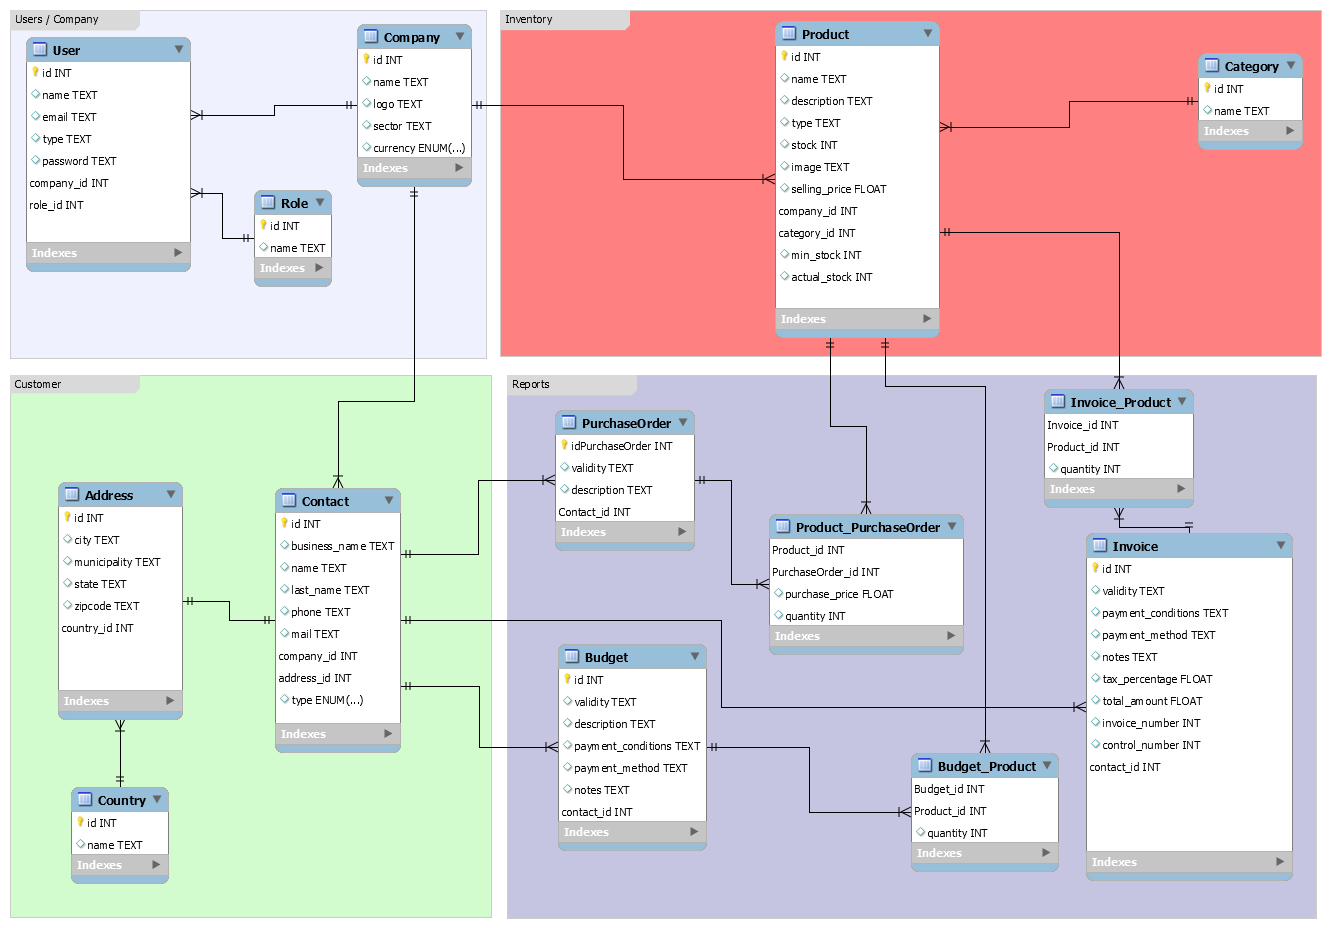 Users / Company
User
id INT
name TEXT
email TEXT
type TEXT
password TEXT
company_id INT
role_id INT
Indexes
Company
id INT
name TEXT
logo TEXT
sector TEXT
currency ENUM(...)
Indexes
Role
id INT
name TEXT
Indexes
Inventory
Product
id INT
name TEXT
description TEXT
type TEXT
stock INT
image TEXT
selling_price FLOAT
company_id INT
category_id INT
min_stock INT
actual_stock INT
Indexes
Category
id INT
name TEXT
Indexes
Customer
Address
id INT
city TEXT
municipality TEXT
state TEXT
zipcode TEXT
country_id INT
Indexes
Contact
id INT
business_name TEXT
name TEXT
last_name TEXT
phone TEXT
mail TEXT
company_id INT
address_id INT
type ENUM(...)
Indexes
Country
id INT
name TEXT
Indexes
Reports
PurchaseOrder
idPurchaseOrder INT
validity TEXT
description TEXT
Contact_id INT
Indexes
Product_PurchaseOrder
Product_id INT
PurchaseOrder_id INT
purchase_price FLOAT
quantity INT
Indexes
Invoice_Product
Invoice_id INT
Product_id INT
quantity INT
Indexes
Invoice
id INT
validity TEXT
payment_conditions TEXT
payment_method TEXT
notes TEXT
tax_percentage FLOAT
total_amount FLOAT
invoice_number INT
control_number INT
contact_id INT
Indexes
Budget
id INT
validity TEXT
description TEXT
payment_conditions TEXT
payment_method TEXT
notes TEXT
contact_id INT
Indexes
Budget_Product
Budget_id INT
Product_id INT
quantity INT
Indexes